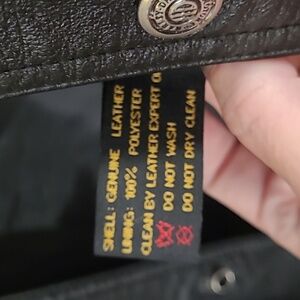 SHELL: GENUINE LEATHER
LINING: 100% POLYESTER
CLEAN BY LEATHER EXPERT
DO NOT WASH
DO NOT DRY CLEAN